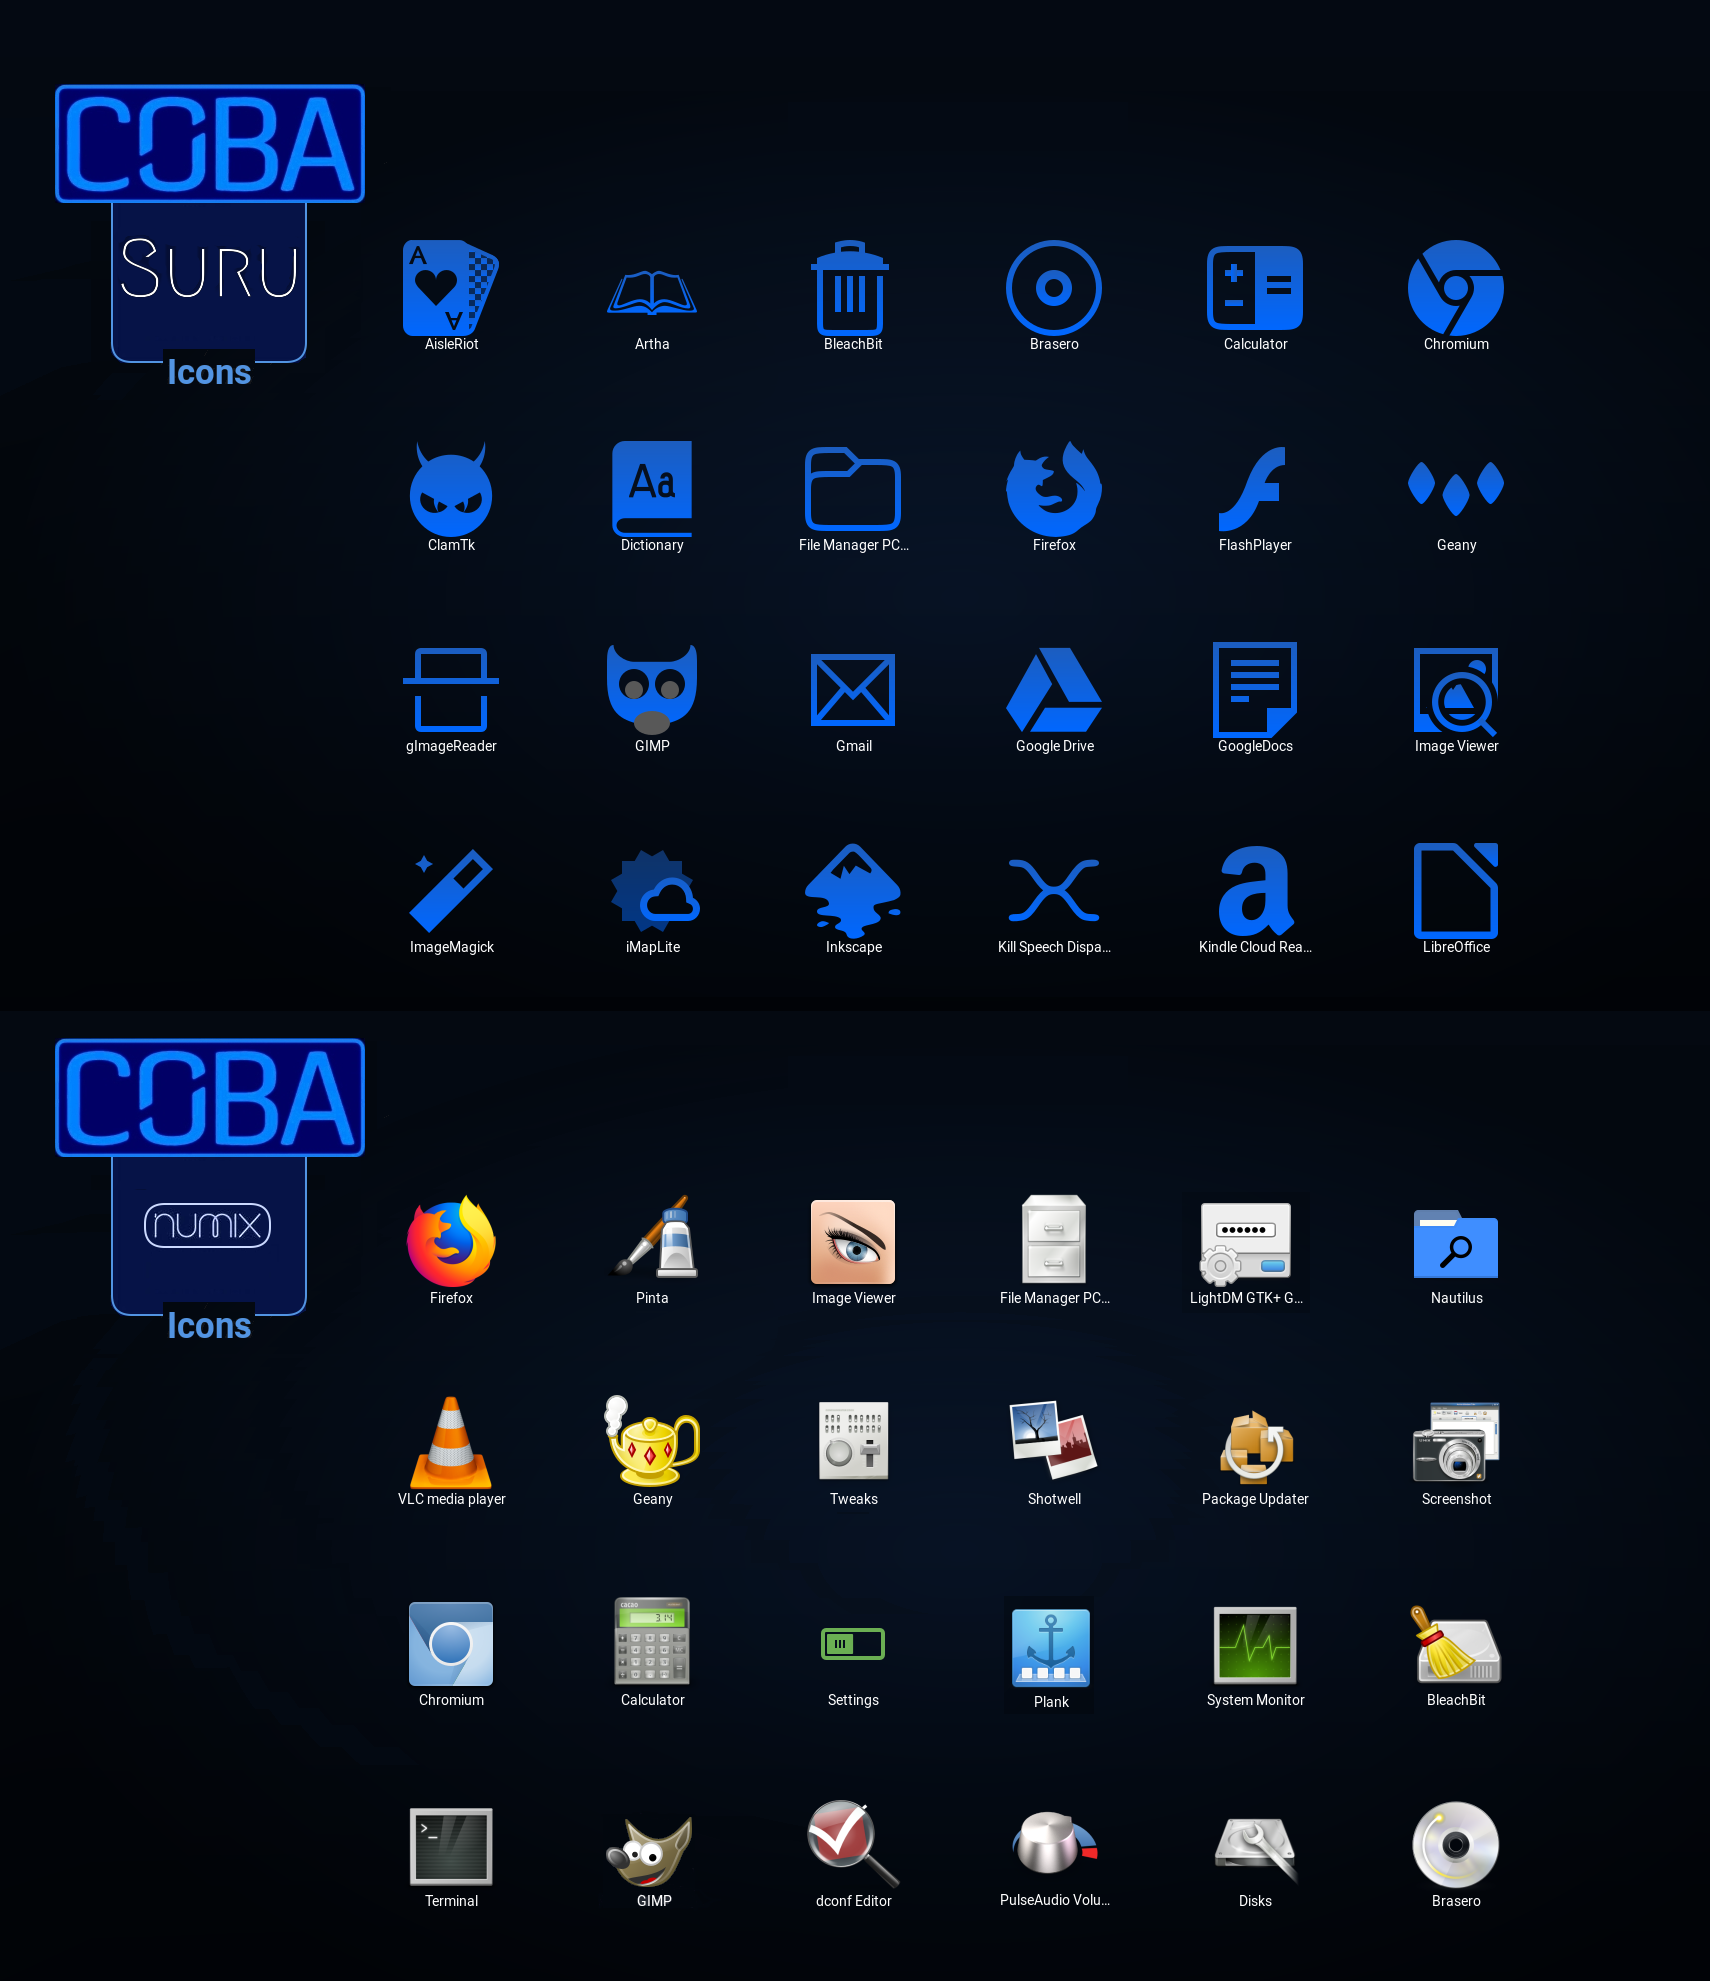 COBA
SURU
Icons
AisleRiot Artha BleachBit Brasero Calculator Chromium
ClamTk Dictionary File Manager PC... Firefox FlashPlayer Geany
gImageReader GIMP Gmail Google Drive GoogleDocs Image Viewer
ImageMagick iMapLite Inkscape Kill Speech Dispa... Kindle Cloud Rea... LibreOffice
COBA
numix
Icons
Firefox Pinta Image Viewer File Manager PC... LightDM GTK+ G... Nautilus
VLC media player Geany Tweaks Shotwell Package Updater Screenshot
Chromium Calculator Settings Plank System Monitor BleachBit
Terminal GIMP dconf Editor PulseAudio Volu... Disks Brasero